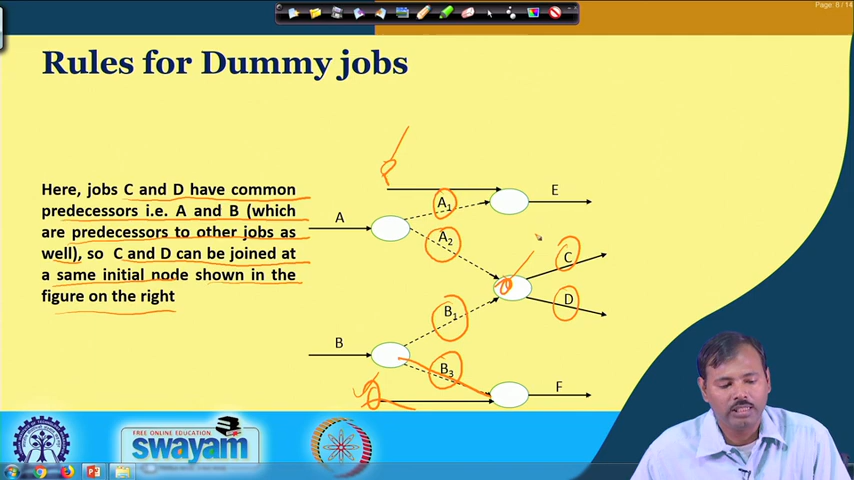 Page: 8 / 14
Rules for Dummy jobs
Here, jobs C and D have common
predecessors i.e. A and B (which
are predecessors to other jobs as
well), so C and D can be joined at
a same initial node shown in the
figure on the right
A
A1
A2
E
C
D
B
B1
B3
F
FREE ONLINE EDUCATION
swayam